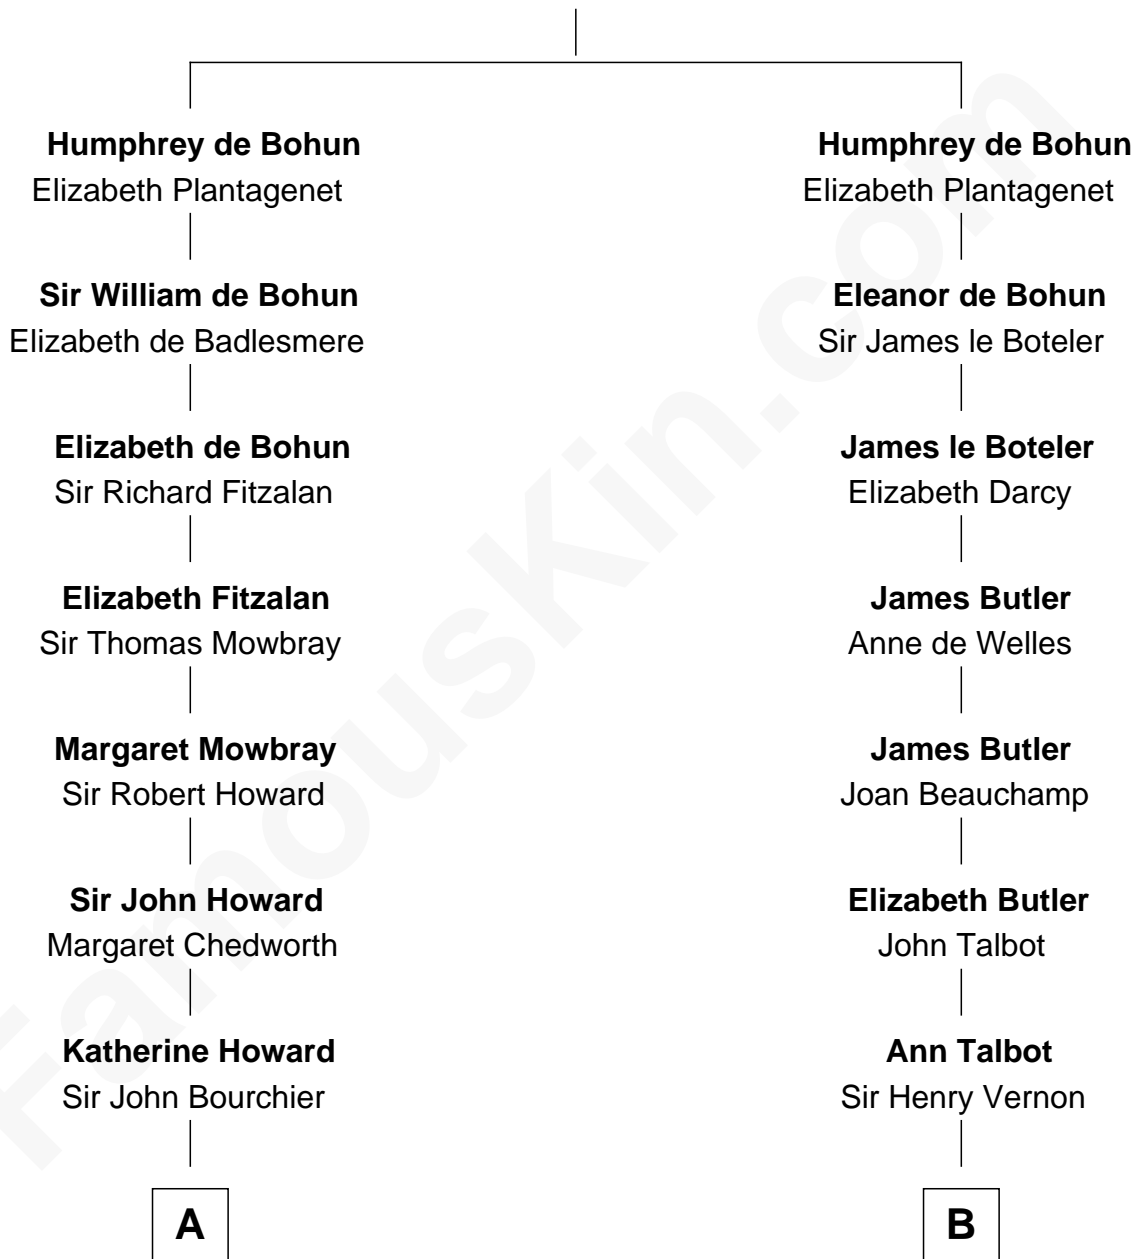 Humphrey de Bohun
Elizabeth Plantagenet
Sir William de Bohun
Elizabeth de Badlesmere
Elizabeth de Bohun
Sir Richard Fitzalan
Elizabeth Fitzalan
Sir Thomas Mowbray
Margaret Mowbray
Sir Robert Howard
Sir John Howard
Margaret Chedworth
Katherine Howard
Sir John Bourchier
A
Humphrey de Bohun
Elizabeth Plantagenet
Eleanor de Bohun
Sir James le Boteler
James le Boteler
Elizabeth Darcy
James Butler
Anne de Welles
James Butler
Joan Beauchamp
Elizabeth Butler
John Talbot
Ann Talbot
Sir Henry Vernon
B
FamousKin.com